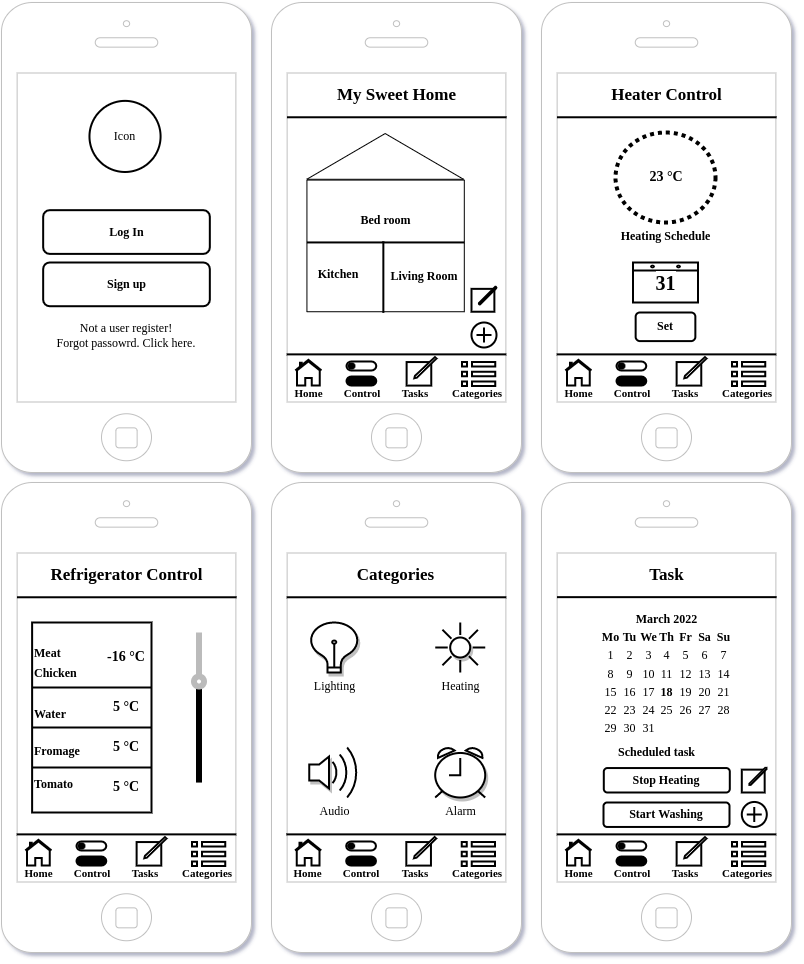 Icon
Log In
Sign up
Not a user register!
Forgot passowrd. Click here.
My Sweet Home
Bed room
Kitchen
Living Room
Home Control Tasks Categories
Heater Control
23 °C
Heating Schedule
31
Set
Home Control Tasks Categories
Refrigerator Control
Meat
Chicken
-16 °C
Water 5 °C
Fromage 5 °C
Tomato 5 °C
Home Control Tasks Categories
Categories
Lighting Heating
Audio Alarm
Home Control Tasks Categories
Task
March 2022
Mo Tu We Th Fr Sa Su
1 2 3 4 5 6 7
8 9 10 11 12 13 14
15 16 17 18 19 20 21
22 23 24 25 26 27 28
29 30 31
Scheduled task
Stop Heating
Start Washing
Home Control Tasks Categories